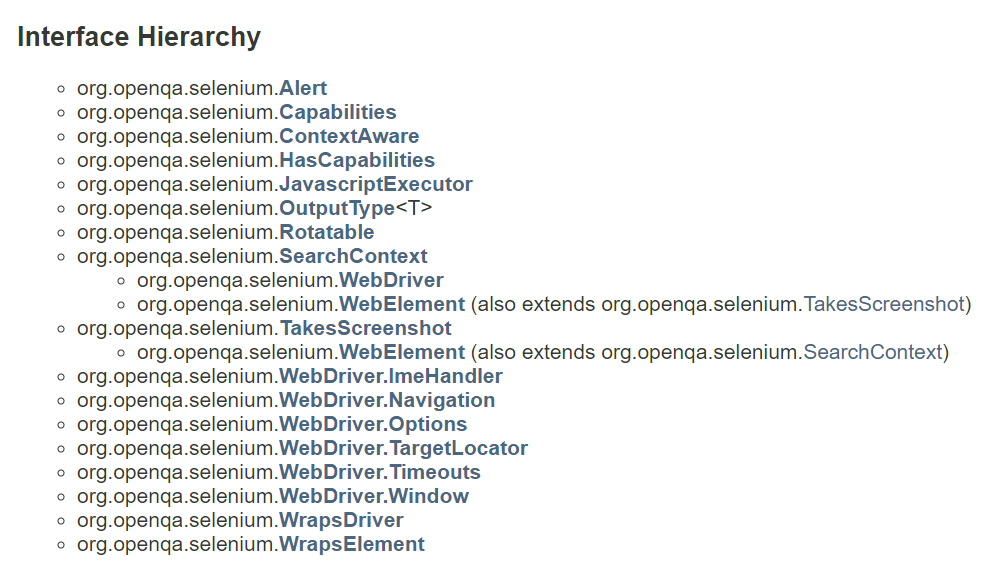 Interface Hierarchy
org.openqa.selenium.Alert
org.openqa.selenium.Capabilities
org.openqa.selenium.ContextAware
org.openqa.selenium.HasCapabilities
org.openqa.selenium.JavascriptExecutor
org.openqa.selenium.OutputType<T>
org.openqa.selenium.Rotatable
org.openqa.selenium.SearchContext
org.openqa.selenium.WebDriver
org.openqa.selenium.WebElement (also extends org.openqa.selenium.TakesScreenshot)
org.openqa.selenium.TakesScreenshot
org.openqa.selenium.WebElement (also extends org.openqa.selenium.SearchContext)
org.openqa.selenium.WebDriver.ImeHandler
org.openqa.selenium.WebDriver.Navigation
org.openqa.selenium.WebDriver.Options
org.openqa.selenium.WebDriver.TargetLocator
org.openqa.selenium.WebDriver.Timeouts
org.openqa.selenium.WebDriver.Window
org.openqa.selenium.WrapsDriver
org.openqa.selenium.WrapsElement